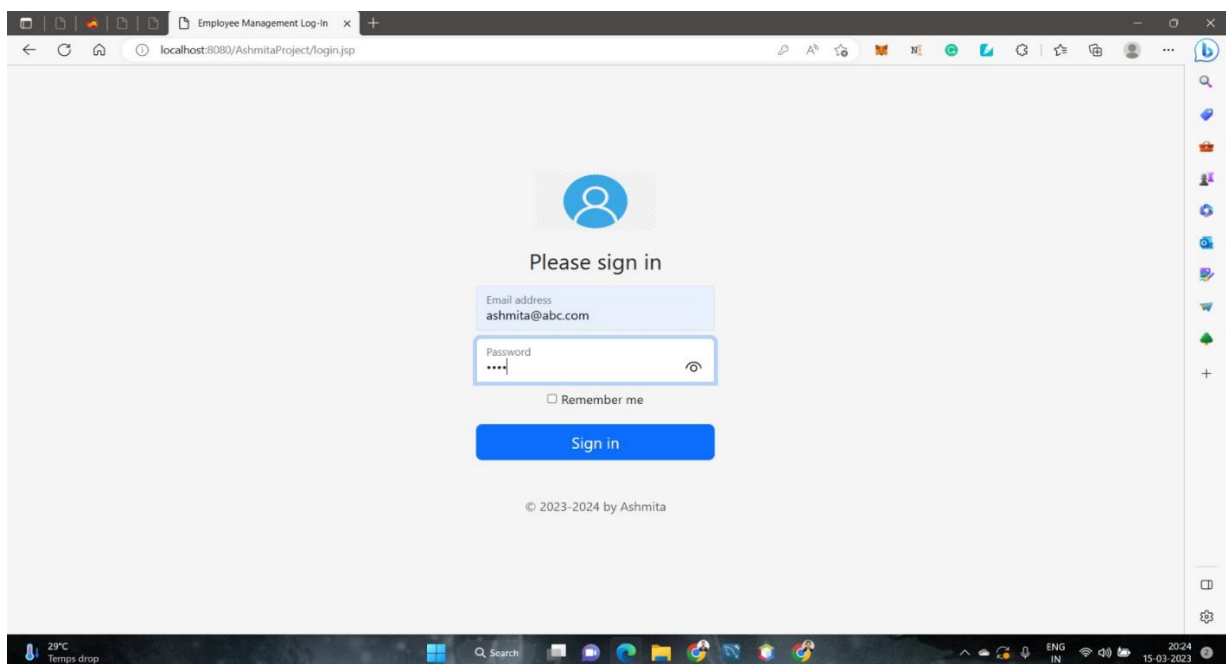 Employee Management Log-In
localhost:8080/AshmitaProject/login.jsp
Please sign in
Email address
ashmita@abc.com
Password
••••
Remember me
Sign in
© 2023-2024 by Ashmita
29°C
Temps drop
Search
ENG
IN
20:24
15-03-2023
2